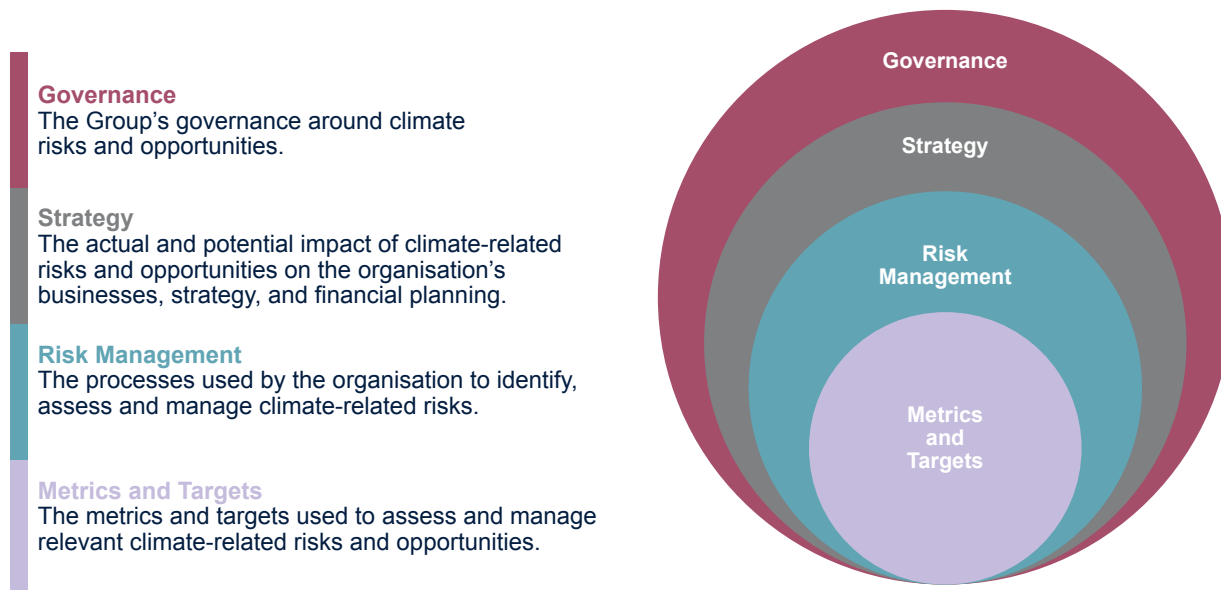 Governance
The Group’s governance around climate
risks and opportunities.
Strategy
The actual and potential impact of climate-related
risks and opportunities on the organisation’s
businesses, strategy, and financial planning.
Risk Management
The processes used by the organisation to identify,
assess and manage climate-related risks.
Metrics and Targets
The metrics and targets used to assess and manage
relevant climate-related risks and opportunities.
Governance
Strategy
Risk
Management
Metrics
and
Targets